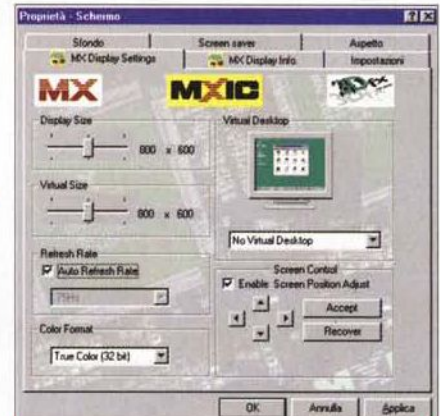 Proprietà - Schermo
Sfondo
Screen saver
Aspetto
MX Display Settings
MX Display Info
Impostazioni
MX
MXIC
Display Size
800 x 600
Virtual Size
800 x 600
Refresh Rate
Auto Refresh Rate
75Hz
Color Format
True Color (32 bit)
Virtual Desktop
No Virtual Desktop
Screen Control
Enable Screen Position Adjust
Accept
Recover
OK
Annulla
Applica